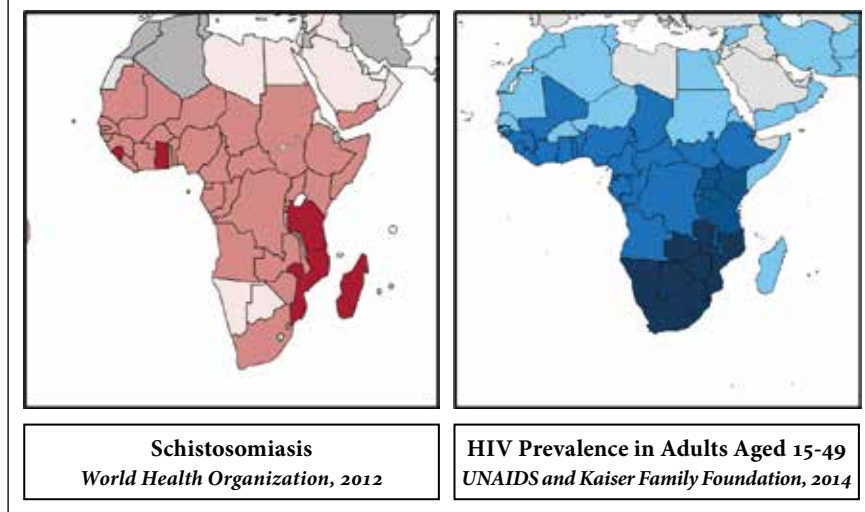 Schistosomiasis
World Health Organization, 2012
HIV Prevalence in Adults Aged 15-49
UNAIDS and Kaiser Family Foundation, 2014